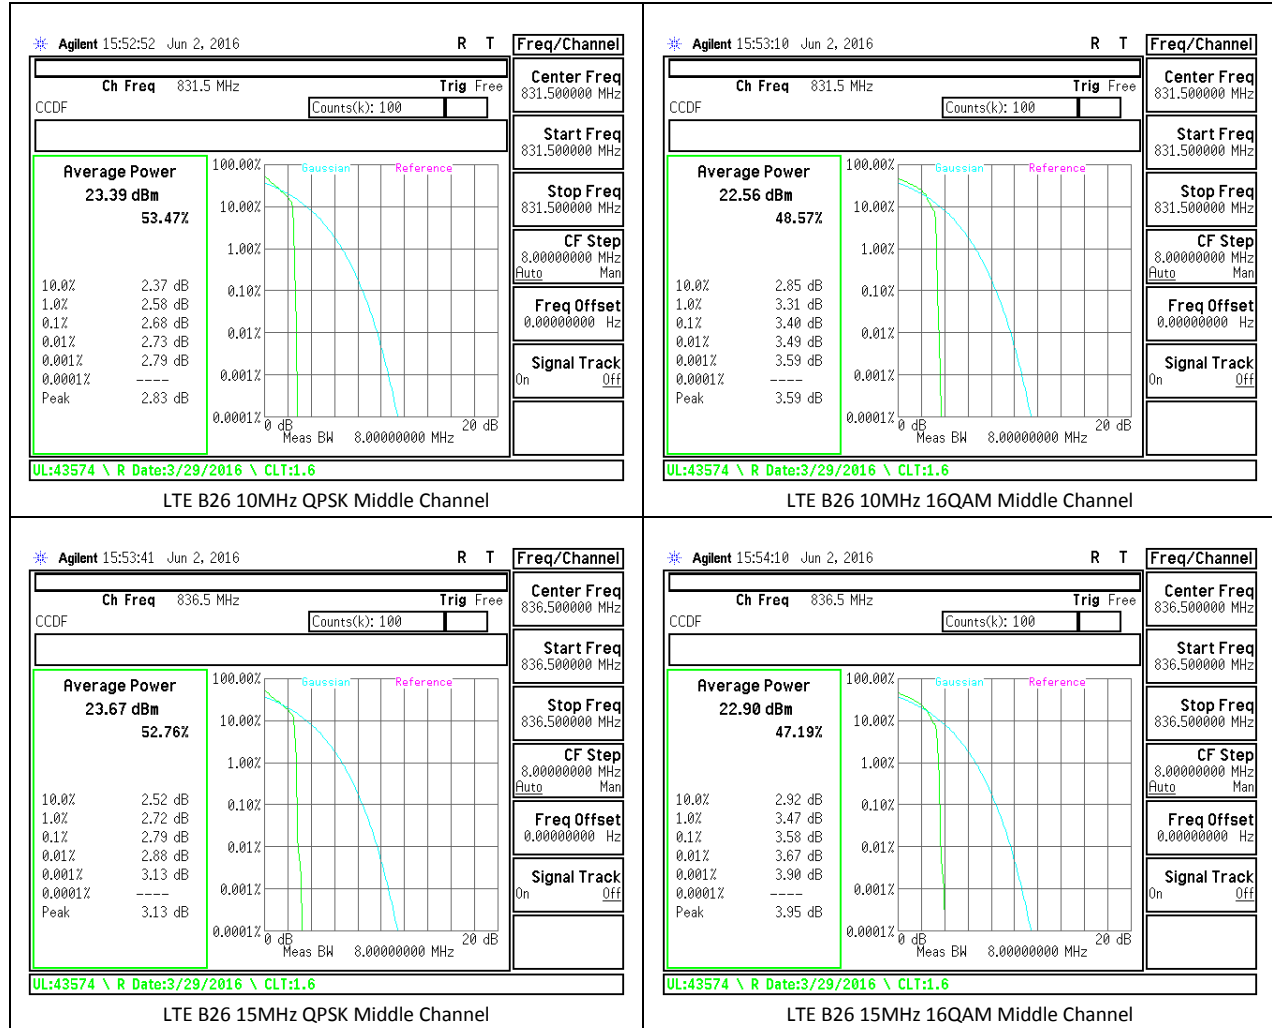 Agilent 15:52:52 Jun 2, 2016 R T Freq/Channel
Ch Freq 831.5 MHz Trig Free
CCDF Counts(k): 100
Average Power
23.39 dBm
53.47%
10.0% 2.37 dB
1.0% 2.58 dB
0.1% 2.68 dB
0.01% 2.73 dB
0.001% 2.79 dB
0.0001% ----
Peak 2.83 dB
100.00% Gaussian Reference
10.00%
1.00%
0.10%
0.01%
0.001%
0.0001%
0 dB 20 dB
Meas BW 8.00000000 MHz
Center Freq
831.500000 MHz
Start Freq
831.500000 MHz
Stop Freq
831.500000 MHz
CF Step
8.00000000 MHz
Auto Man
Freq Offset
0.00000000 Hz
Signal Track
On Off
UL:43574 \ R Date:3/29/2016 \ CLT:1.6
LTE B26 10MHz QPSK Middle Channel
Agilent 15:53:10 Jun 2, 2016 R T Freq/Channel
Ch Freq 831.5 MHz Trig Free
CCDF Counts(k): 100
Average Power
22.56 dBm
48.57%
10.0% 2.85 dB
1.0% 3.31 dB
0.1% 3.40 dB
0.01% 3.49 dB
0.001% 3.59 dB
0.0001% ----
Peak 3.59 dB
100.00% Gaussian Reference
10.00%
1.00%
0.10%
0.01%
0.001%
0.0001%
0 dB 20 dB
Meas BW 8.00000000 MHz
Center Freq
831.500000 MHz
Start Freq
831.500000 MHz
Stop Freq
831.500000 MHz
CF Step
8.00000000 MHz
Auto Man
Freq Offset
0.00000000 Hz
Signal Track
On Off
UL:43574 \ R Date:3/29/2016 \ CLT:1.6
LTE B26 10MHz 16QAM Middle Channel
Agilent 15:53:41 Jun 2, 2016 R T Freq/Channel
Ch Freq 836.5 MHz Trig Free
CCDF Counts(k): 100
Average Power
23.67 dBm
52.76%
10.0% 2.52 dB
1.0% 2.72 dB
0.1% 2.79 dB
0.01% 2.88 dB
0.001% 3.13 dB
0.0001% ----
Peak 3.13 dB
100.00% Gaussian Reference
10.00%
1.00%
0.10%
0.01%
0.001%
0.0001%
0 dB 20 dB
Meas BW 8.00000000 MHz
Center Freq
836.500000 MHz
Start Freq
836.500000 MHz
Stop Freq
836.500000 MHz
CF Step
8.00000000 MHz
Auto Man
Freq Offset
0.00000000 Hz
Signal Track
On Off
UL:43574 \ R Date:3/29/2016 \ CLT:1.6
LTE B26 15MHz QPSK Middle Channel
Agilent 15:54:10 Jun 2, 2016 R T Freq/Channel
Ch Freq 836.5 MHz Trig Free
CCDF Counts(k): 100
Average Power
22.90 dBm
47.19%
10.0% 2.92 dB
1.0% 3.47 dB
0.1% 3.58 dB
0.01% 3.67 dB
0.001% 3.90 dB
0.0001% ----
Peak 3.95 dB
100.00% Gaussian Reference
10.00%
1.00%
0.10%
0.01%
0.001%
0.0001%
0 dB 20 dB
Meas BW 8.00000000 MHz
Center Freq
836.500000 MHz
Start Freq
836.500000 MHz
Stop Freq
836.500000 MHz
CF Step
8.00000000 MHz
Auto Man
Freq Offset
0.00000000 Hz
Signal Track
On Off
UL:43574 \ R Date:3/29/2016 \ CLT:1.6
LTE B26 15MHz 16QAM Middle Channel